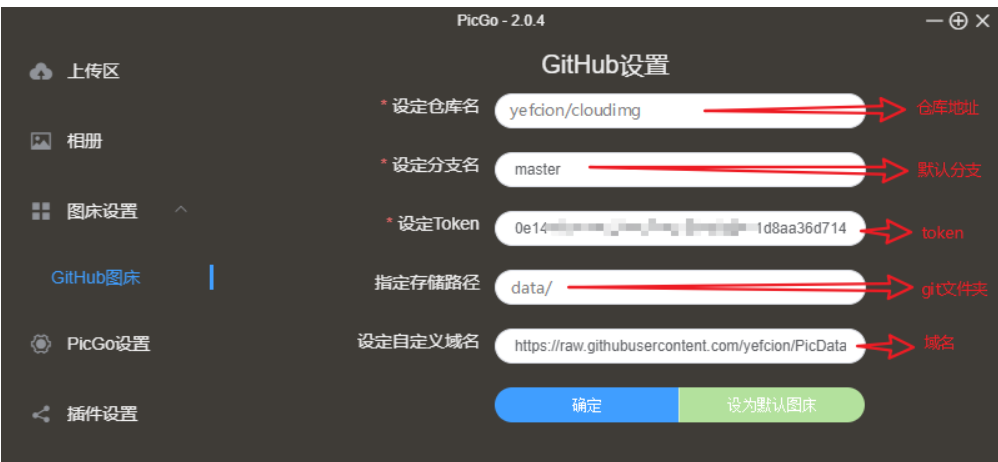 PicGo - 2.0.4
上传区
相册
图床设置
GitHub图床
PicGo设置
插件设置
GitHub设置
* 设定仓库名 yefcion/cloudimg 仓库地址
* 设定分支名 master 默认分支
* 设定Token 0e14 1d8aa36d714 token
指定存储路径 data/ git文件夹
设定自定义域名 https://raw.githubusercontent.com/yefcion/PicData 域名
确定 设为默认图床